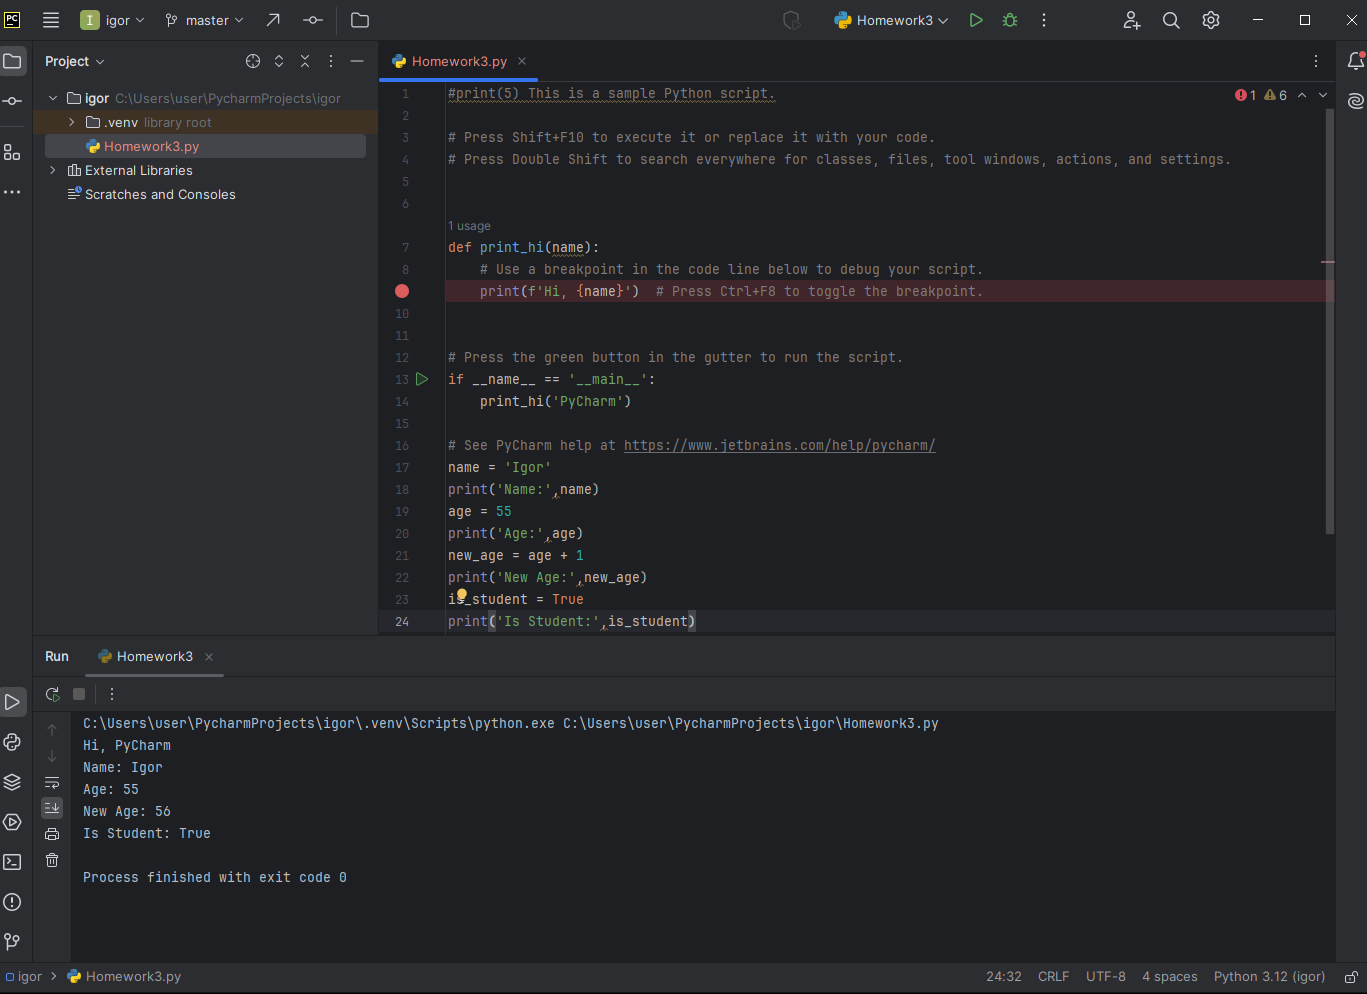 PC
I igor master Homework3
Project
Homework3.py
igor C:\Users\user\PycharmProjects\igor
.venv library root
Homework3.py
External Libraries
Scratches and Consoles
1 6
1 #print(5) This is a sample Python script.
2
3 # Press Shift+F10 to execute it or replace it with your code.
4 # Press Double Shift to search everywhere for classes, files, tool windows, actions, and settings.
5
6
1 usage
7 def print_hi(name):
8     # Use a breakpoint in the code line below to debug your script.
    print(f'Hi, {name}')  # Press Ctrl+F8 to toggle the breakpoint.
10
11
12 # Press the green button in the gutter to run the script.
13 if __name__ == '__main__':
14     print_hi('PyCharm')
15
16 # See PyCharm help at https://www.jetbrains.com/help/pycharm/
17 name = 'Igor'
18 print('Name:',name)
19 age = 55
20 print('Age:',age)
21 new_age = age + 1
22 print('New Age:',new_age)
23 is_student = True
24 print('Is Student:',is_student)
Run Homework3
C:\Users\user\PycharmProjects\igor\.venv\Scripts\python.exe C:\Users\user\PycharmProjects\igor\Homework3.py
Hi, PyCharm
Name: Igor
Age: 55
New Age: 56
Is Student: True
Process finished with exit code 0
igor > Homework3.py
24:32 CRLF UTF-8 4 spaces Python 3.12 (igor)